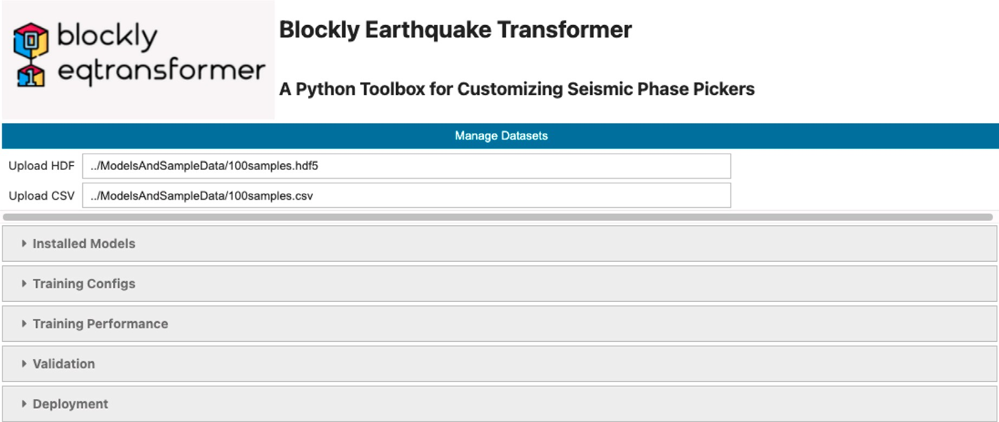 blockly
eqtransformer
Blockly Earthquake Transformer
A Python Toolbox for Customizing Seismic Phase Pickers
Manage Datasets
Upload HDF ../ModelsAndSampleData/100samples.hdf5
Upload CSV ../ModelsAndSampleData/100samples.csv
Installed Models
Training Configs
Training Performance
Validation
Deployment